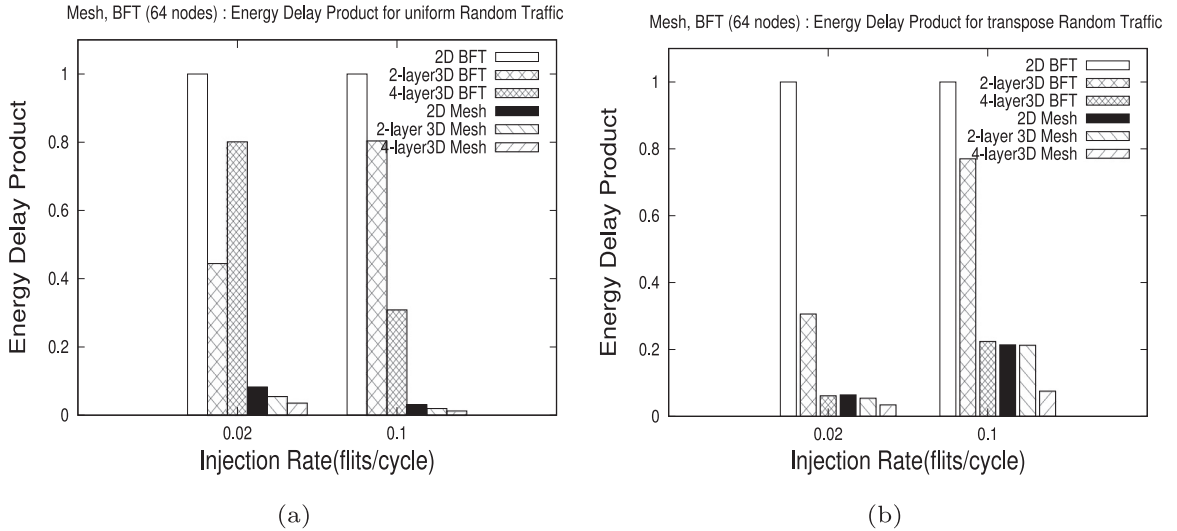 Mesh, BFT (64 nodes) : Energy Delay Product for uniform Random Traffic
Energy Delay Product
1
0.8
0.6
0.4
0.2
0
2D BFT
2-layer3D BFT
4-layer3D BFT
2D Mesh
2-layer 3D Mesh
4-layer3D Mesh
0.02 0.1
Injection Rate(flits/cycle)
(a)
Mesh, BFT (64 nodes) : Energy Delay Product for transpose Random Traffic
Energy Delay Product
1
0.8
0.6
0.4
0.2
0
2D BFT
2-layer3D BFT
4-layer3D BFT
2D Mesh
2-layer 3D Mesh
4-layer3D Mesh
0.02 0.1
Injection Rate(flits/cycle)
(b)